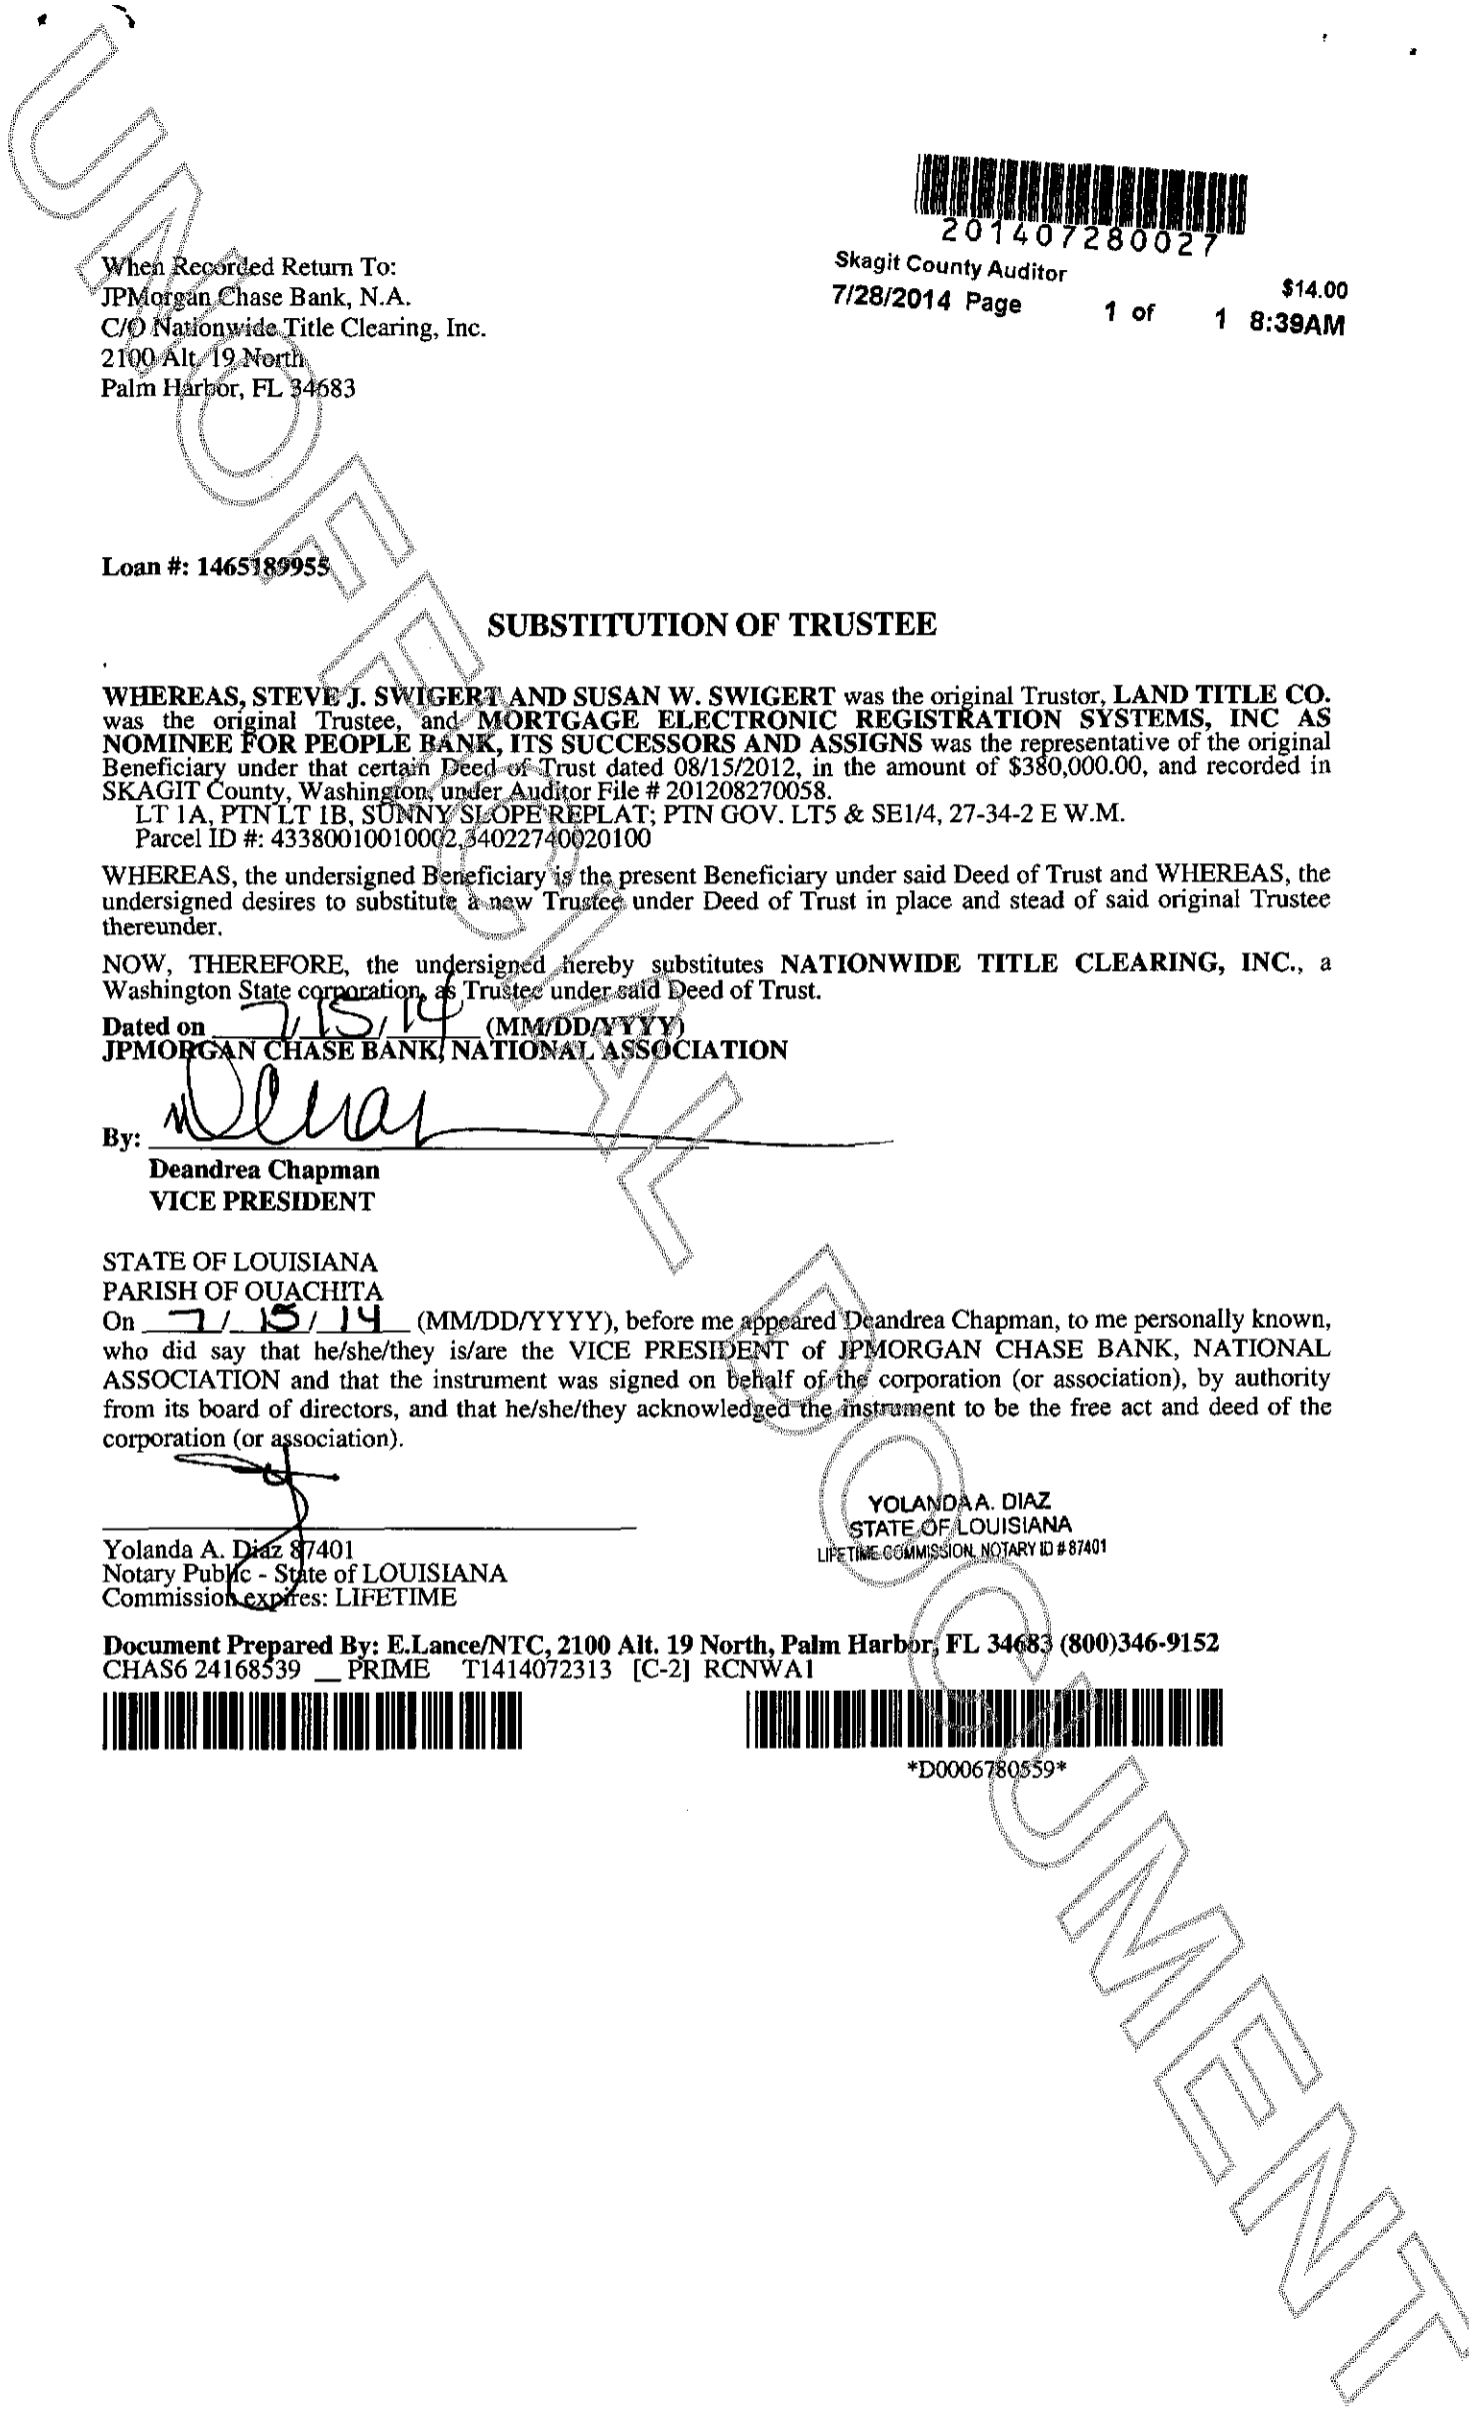 201407280027
Skagit County Auditor $14.00
7/28/2014 Page 1 of 1 8:39AM
When Recorded Return To:
JPMorgan Chase Bank, N.A.
C/O Nationwide Title Clearing, Inc.
2100 Alt. 19 North
Palm Harbor, FL 34683
Loan #: 1465189955
SUBSTITUTION OF TRUSTEE
WHEREAS, STEVE J. SWIGERT AND SUSAN W. SWIGERT was the original Trustor, LAND TITLE CO.
was the original Trustee, and MORTGAGE ELECTRONIC REGISTRATION SYSTEMS, INC AS
NOMINEE FOR PEOPLE BANK, ITS SUCCESSORS AND ASSIGNS was the representative of the original
Beneficiary under that certain Deed of Trust dated 08/15/2012, in the amount of $380,000.00, and recorded in
SKAGIT County, Washington, under Auditor File # 201208270058.
LT 1A, PTN LT 1B, SUNNY SLOPE REPLAT; PTN GOV. LT5 & SE1/4, 27-34-2 E W.M.
Parcel ID #: 43380010010002,34022740020100
WHEREAS, the undersigned Beneficiary is the present Beneficiary under said Deed of Trust and WHEREAS, the
undersigned desires to substitute a new Trustee under Deed of Trust in place and stead of said original Trustee
thereunder.
NOW, THEREFORE, the undersigned hereby substitutes NATIONWIDE TITLE CLEARING, INC., a
Washington State corporation, as Trustee under said Deed of Trust.
Dated on 7/15/14 (MM/DD/YYYY)
JPMORGAN CHASE BANK, NATIONAL ASSOCIATION
By:
Deandrea Chapman
VICE PRESIDENT
STATE OF LOUISIANA
PARISH OF OUACHITA
On 7/15/14 (MM/DD/YYYY), before me appeared Deandrea Chapman, to me personally known,
who did say that he/she/they is/are the VICE PRESIDENT of JPMORGAN CHASE BANK, NATIONAL
ASSOCIATION and that the instrument was signed on behalf of the corporation (or association), by authority
from its board of directors, and that he/she/they acknowledged the instrument to be the free act and deed of the
corporation (or association).
YOLANDA A. DIAZ
STATE OF LOUISIANA
LIFETIME COMMISSION, NOTARY ID # 87401
Yolanda A. Diaz 87401
Notary Public - State of LOUISIANA
Commission expires: LIFETIME
Document Prepared By: E.Lance/NTC, 2100 Alt. 19 North, Palm Harbor, FL 34683 (800)346-9152
CHAS6 24168539 __ PRIME T1414072313 [C-2] RCNWA1
*D0006780559*
UNOFFICIAL DOCUMENT